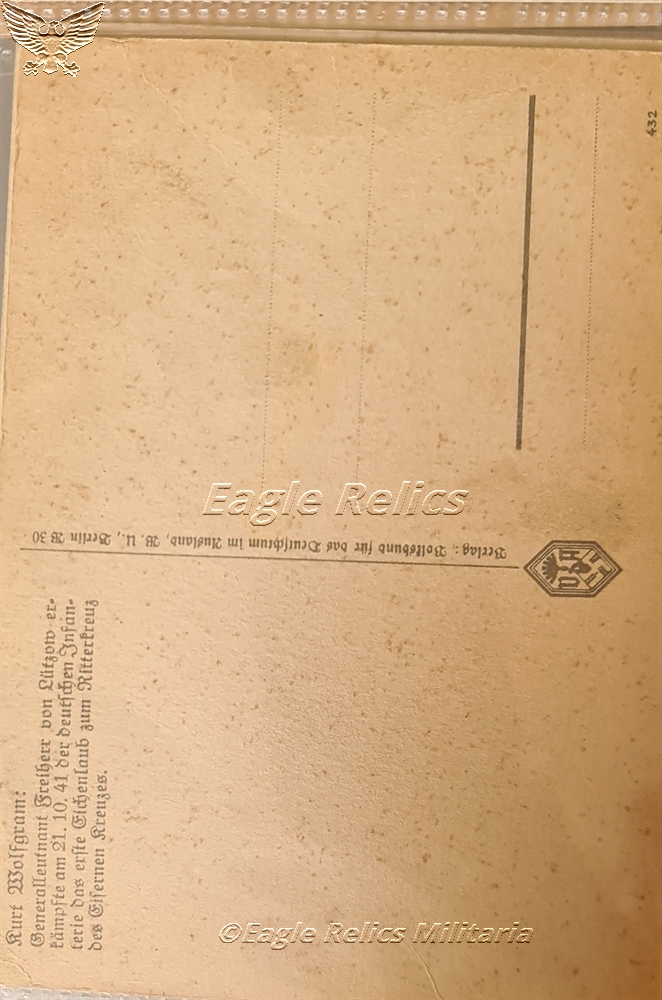 Kurt Wolfgram:
Generalleutnant Freiherr von Lützow er-
kämpfte am 21. 10. 41 der deutschen Infan-
terie das erste Eichenlaub zum Ritterkreuz
des Eisernen Kreuzes.
Verlag: Volksbund für das Deutschtum im Ausland, W. U., Berlin W 30
432
Eagle Relics
©Eagle Relics Militaria